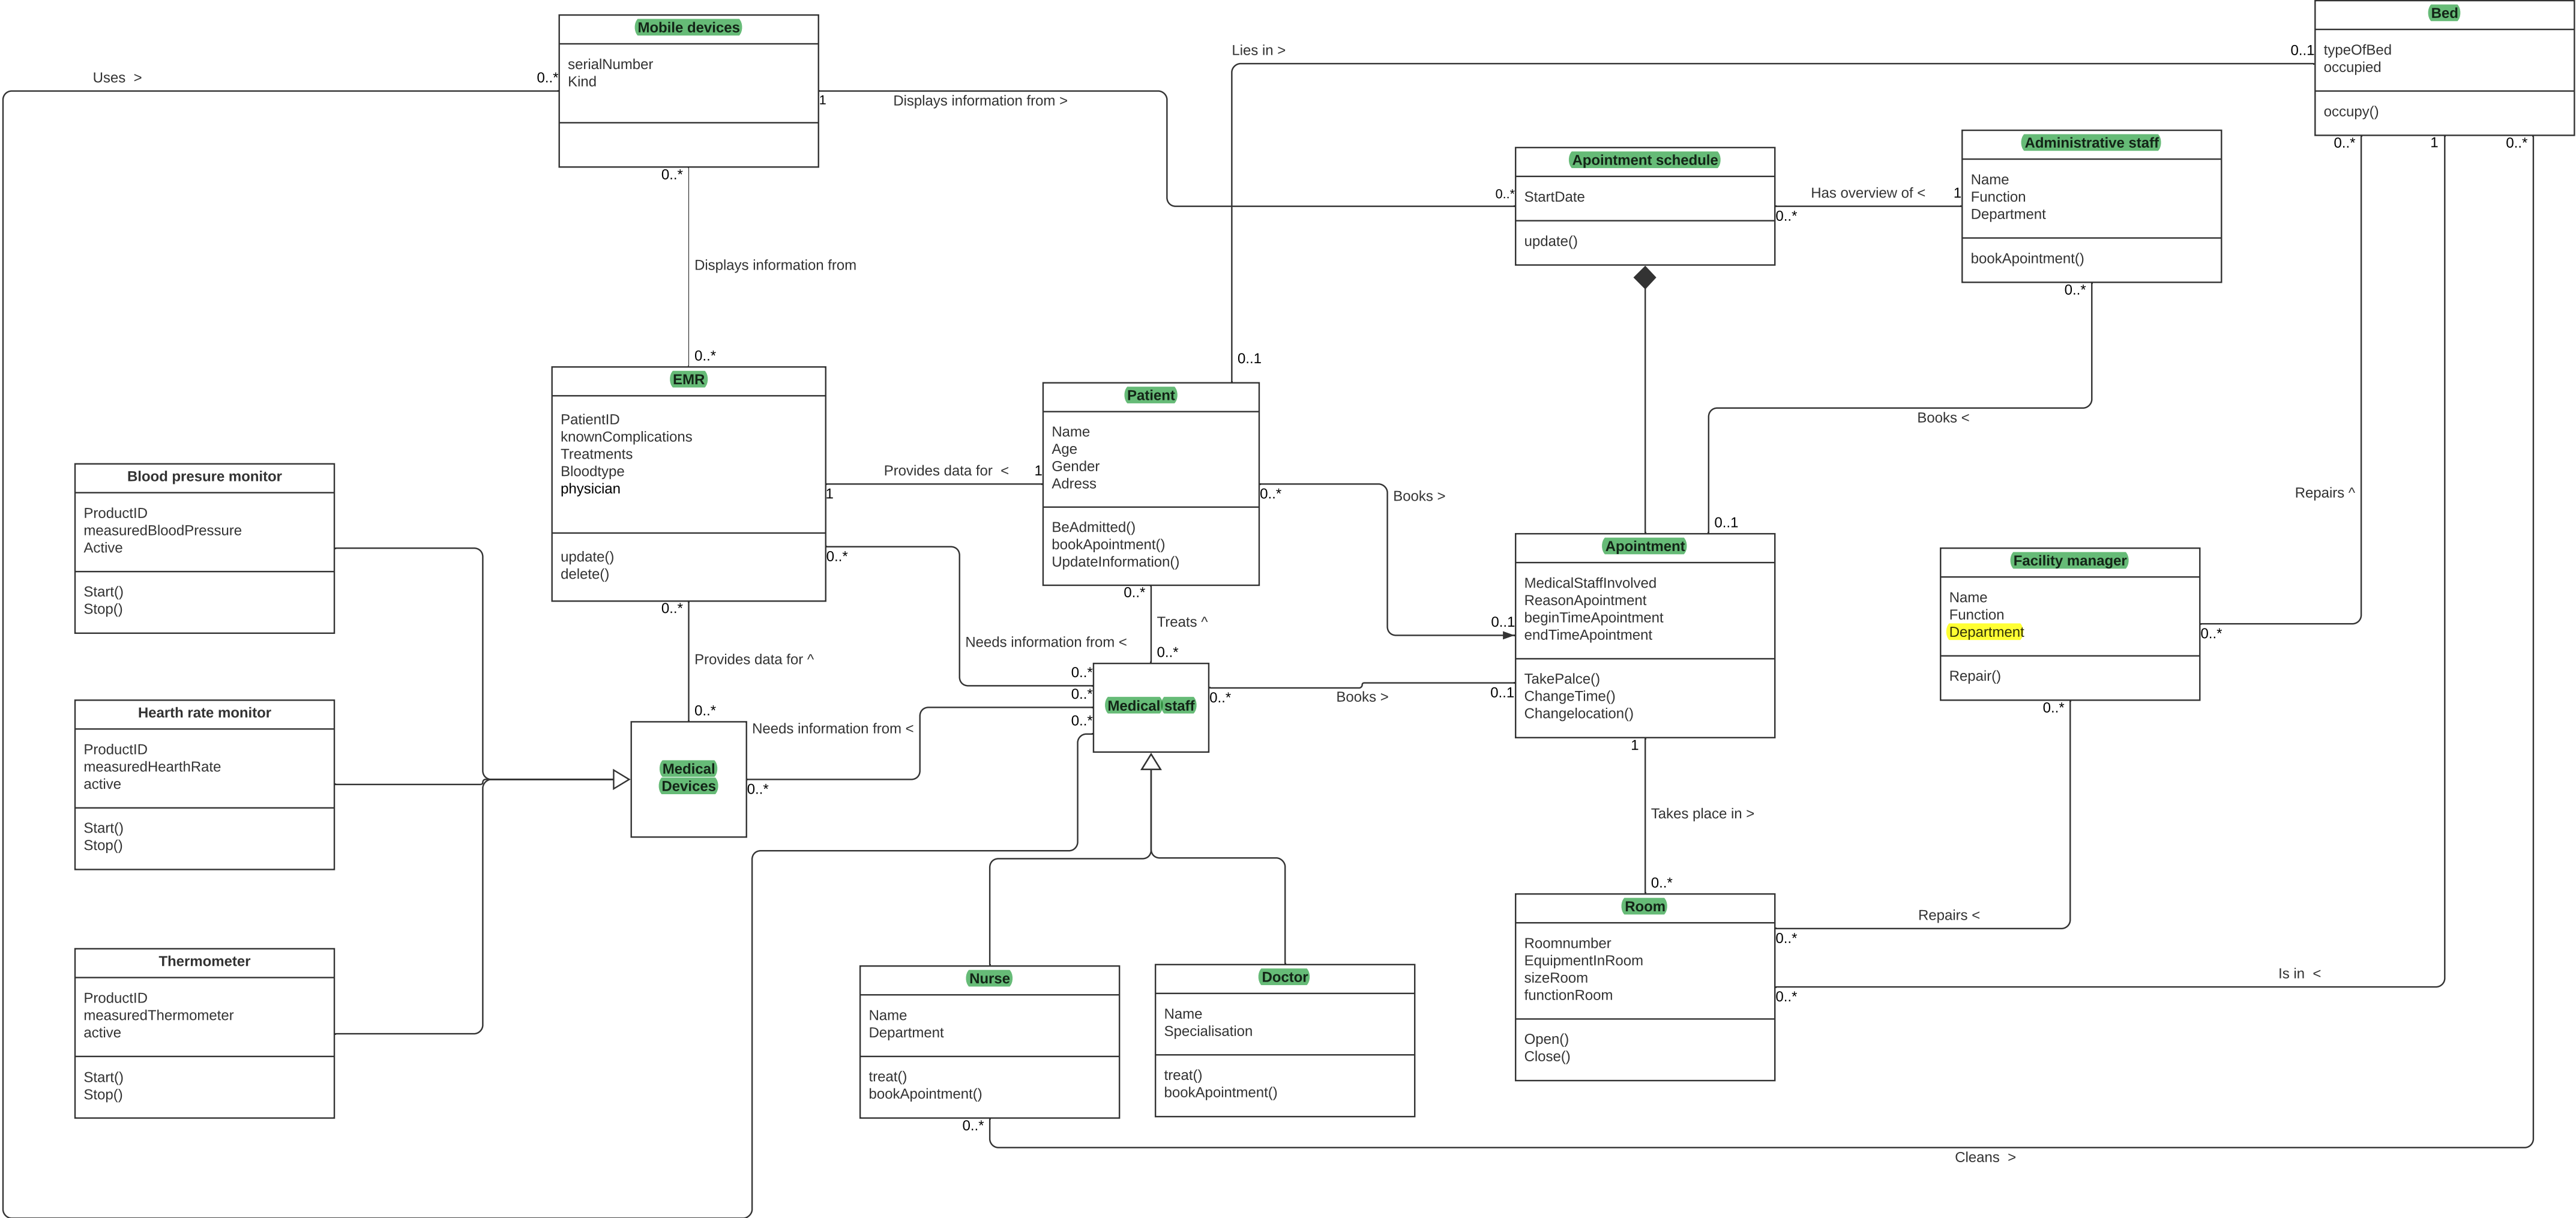 Mobile devices
serialNumber
Kind
Uses >
0..*
1
Displays information from >
0..*
Lies in >
0..1
0..1
Bed
typeOfBed
occupied
occupy()
0..*
1
0..*
Apointment schedule
StartDate
update()
0..*
0..*
Has overview of <
1
Administrative staff
Name
Function
Department
bookApointment()
0..*
Books <
0..1
Displays information from
0..*
EMR
PatientID
knownComplications
Treatments
Bloodtype
physician
update()
delete()
Provides data for <
1
1
0..*
0..*
Patient
Name
Age
Gender
Adress
BeAdmitted()
bookApointment()
UpdateInformation()
0..*
Books >
0..1
0..*
Treats ^
0..*
Needs information from <
0..*
0..*
0..*
Medical staff
0..*
Books >
0..1
Apointment
MedicalStaffInvolved
ReasonApointment
beginTimeApointment
endTimeApointment
TakePalce()
ChangeTime()
Changelocation()
1
Takes place in >
0..*
Facility manager
Name
Function
Department
Repair()
0..*
Repairs ^
0..*
Blood presure monitor
ProductID
measuredBloodPressure
Active
Start()
Stop()
Hearth rate monitor
ProductID
measuredHearthRate
active
Start()
Stop()
Thermometer
ProductID
measuredThermometer
active
Start()
Stop()
Provides data for ^
0..*
Needs information from <
Medical
Devices
0..*
Nurse
Name
Department
treat()
bookApointment()
0..*
Doctor
Name
Specialisation
treat()
bookApointment()
Room
Roomnumber
EquipmentInRoom
sizeRoom
functionRoom
Open()
Close()
Repairs <
0..*
Is in <
0..*
Cleans >